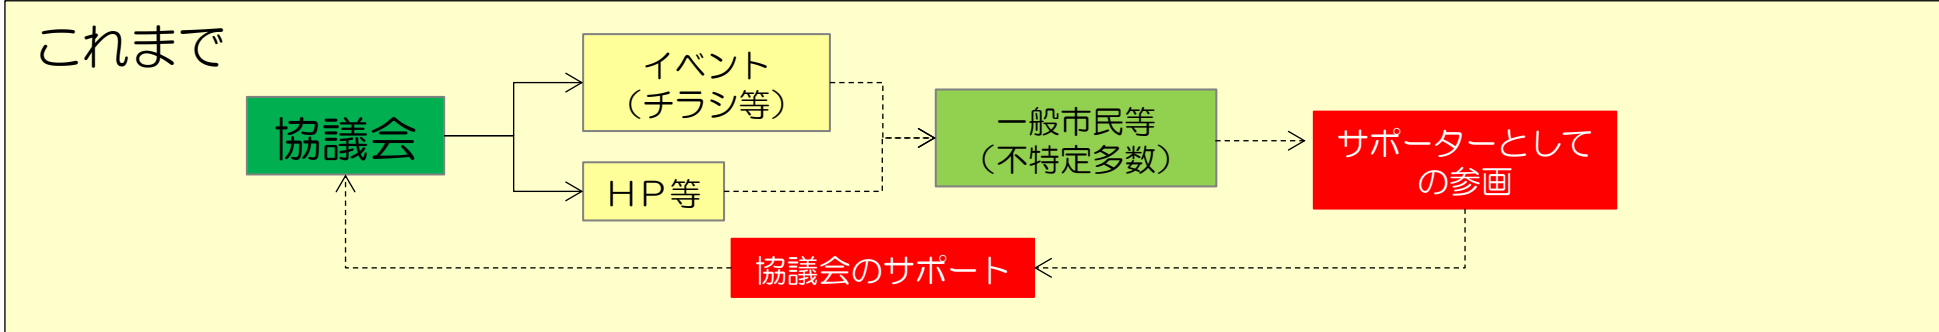 これまで
協議会
イベント
（チラシ等）
ＨＰ等
一般市民等
（不特定多数）
サポーターとして
の参画
協議会のサポート